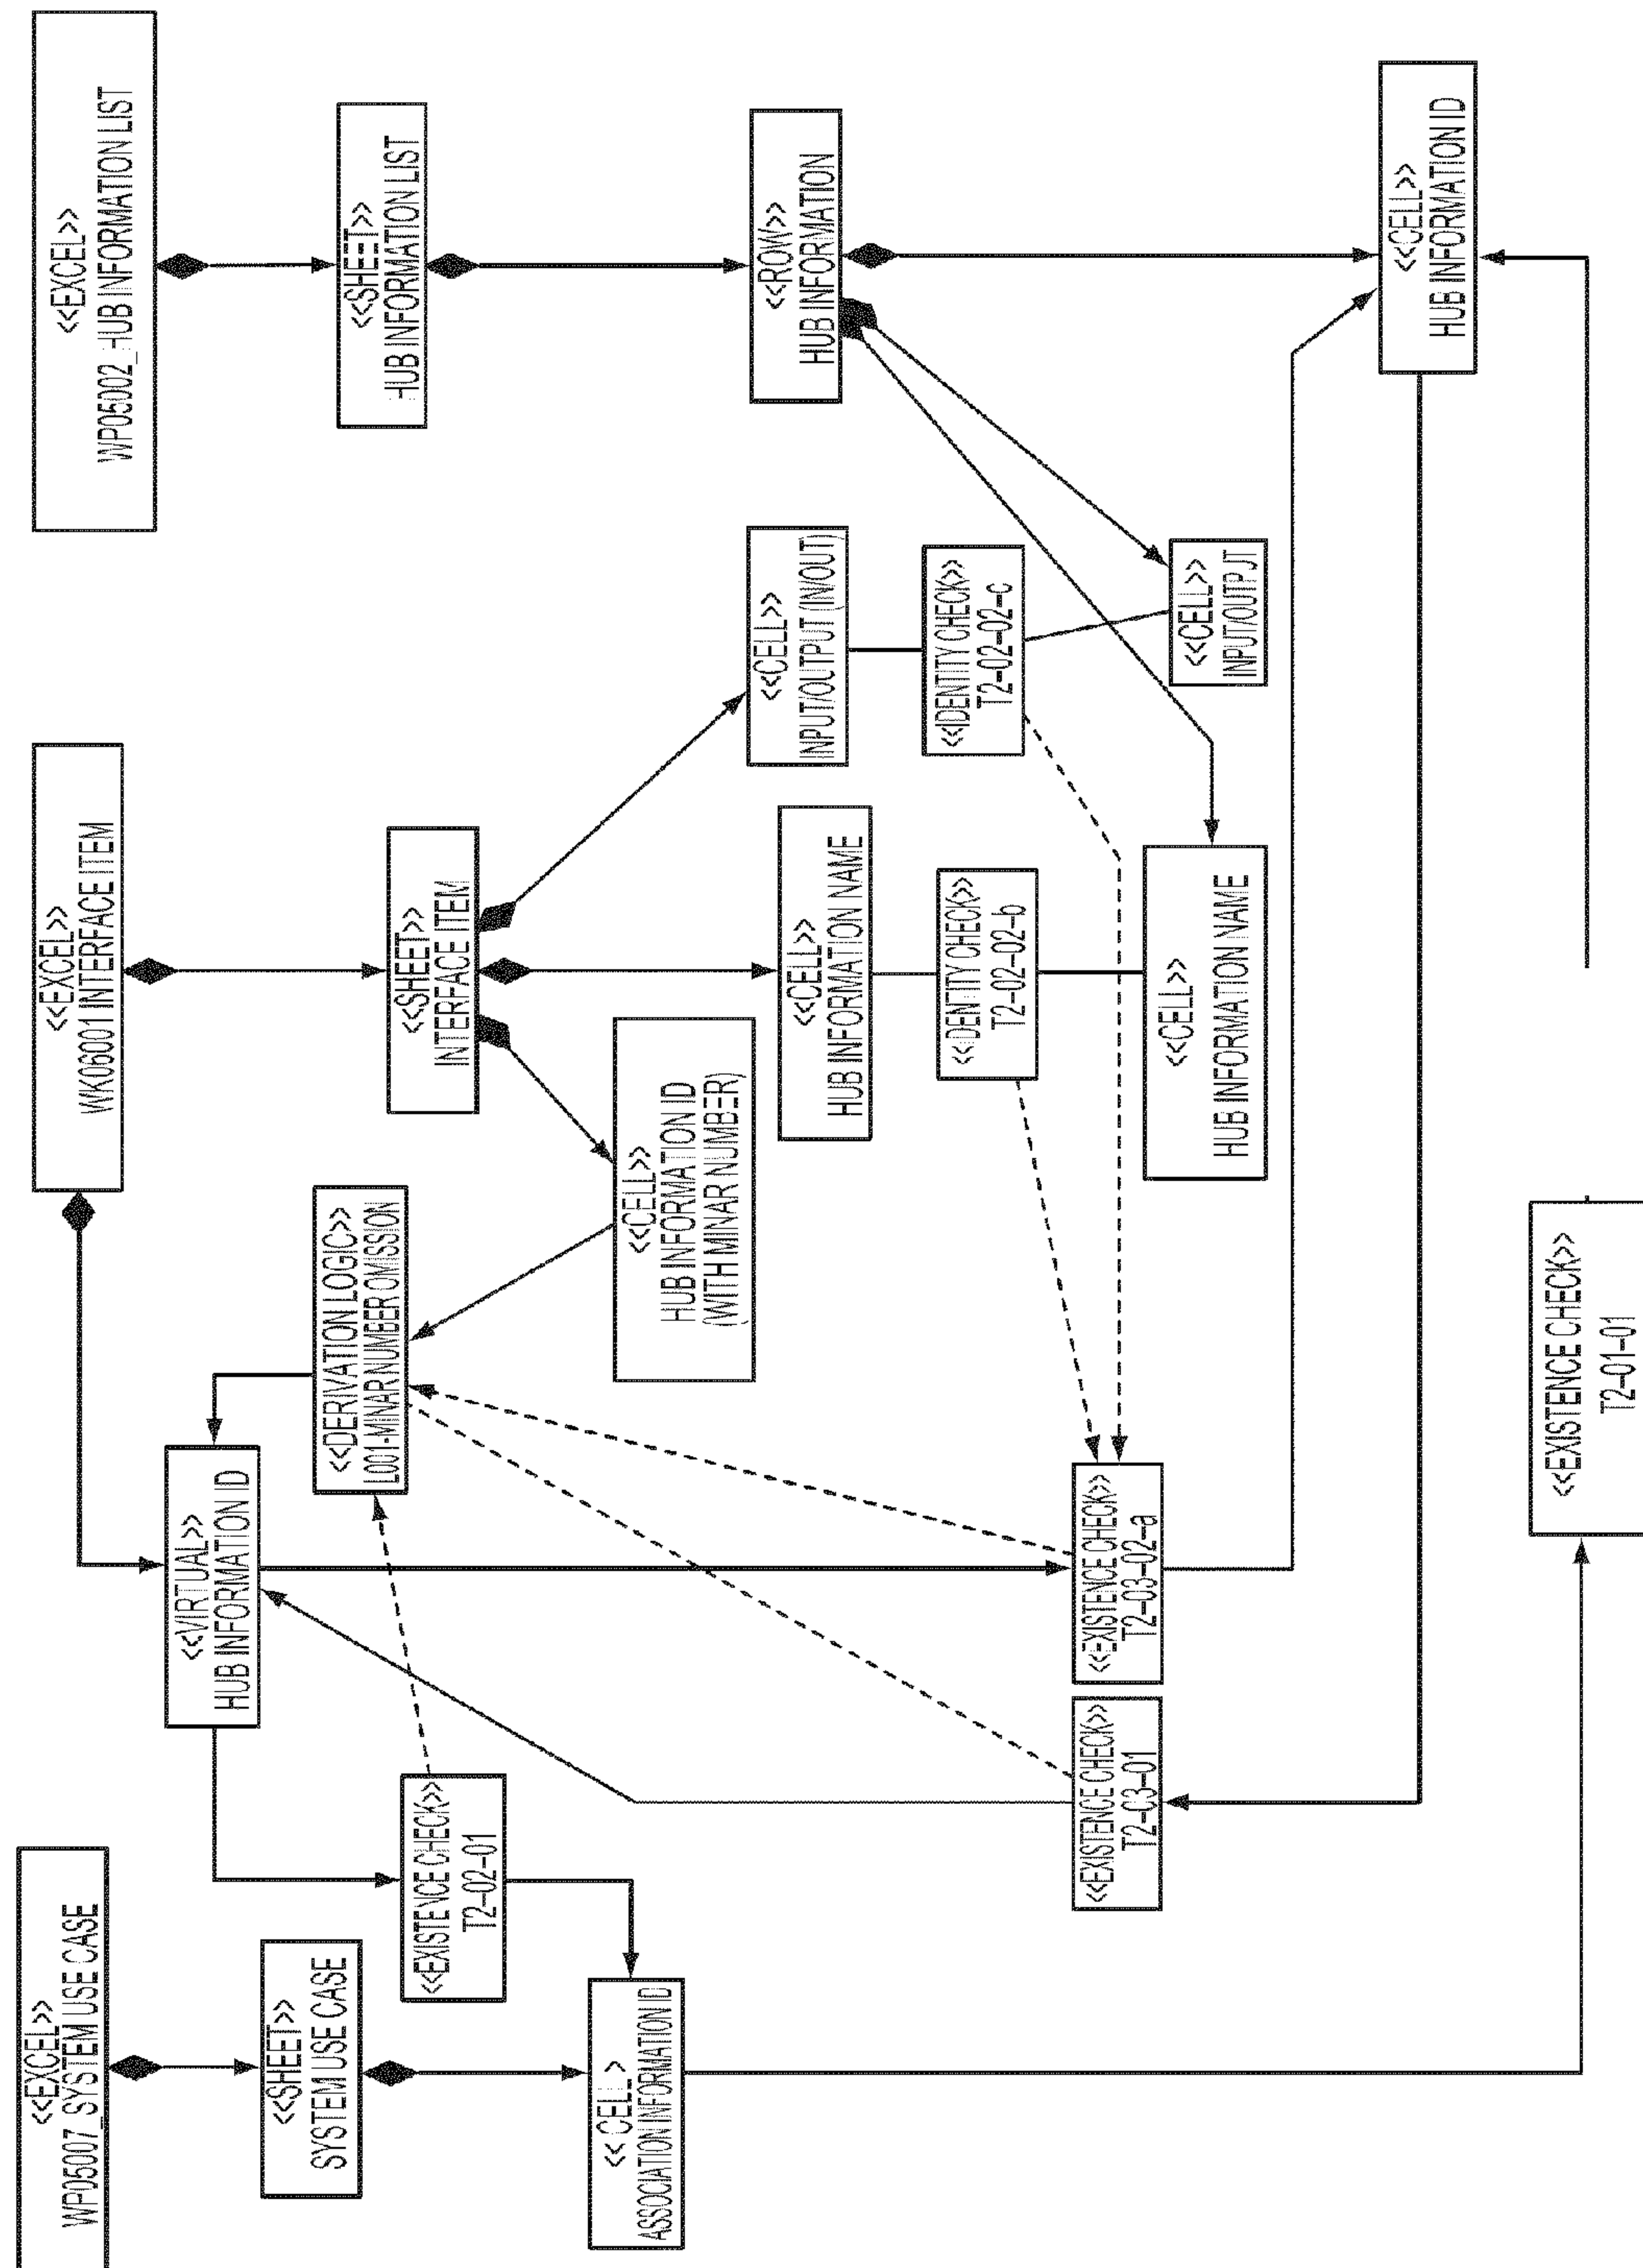 <<EXCEL>>
WP05007_SYSTEM USE CASE
<<SHEET>>
SYSTEM USE CASE
<<CELL>
ASSOCIATION INFORMATION ID
<<EXISTENCE CHECK>>
T2-02-01
<<VIRTUAL>>
HUB INFORMATION ID
<<DERIVATION LOGIC>>
L001-MINAR NUMBER OMISSION
<<EXISTENCE CHECK>>
T2-03-01
<<EXISTENCE CHECK>>
T2-03-02-a
<<EXISTENCE CHECK>>
T2-01-01
<<EXCEL>>
WK06001 INTERFACE ITEM
<<SHEET>>
INTERFACE ITEM
<<CELL>>
HUB INFORMATION ID
(WITH MINAR NUMBER)
<<CELL>>
HUB INFORMATION NAME
<<IDENTITY CHECK>>
T2-02-02-b
<<CELL>>
HUB INFORMATION NAME
<<CELL>>
INPUT/OUTPUT (IN/OUT)
<<IDENTITY CHECK>>
T2-02-02-c
<<CELL>>
INPUT/OUTPJT
<<EXCEL>>
WP05002_HUB INFORMATION LIST
<<SHEET>>
HUB INFORMATION LIST
<<ROW>>
HUB INFORMATION
<<CELL>>
HUB INFORMATION ID